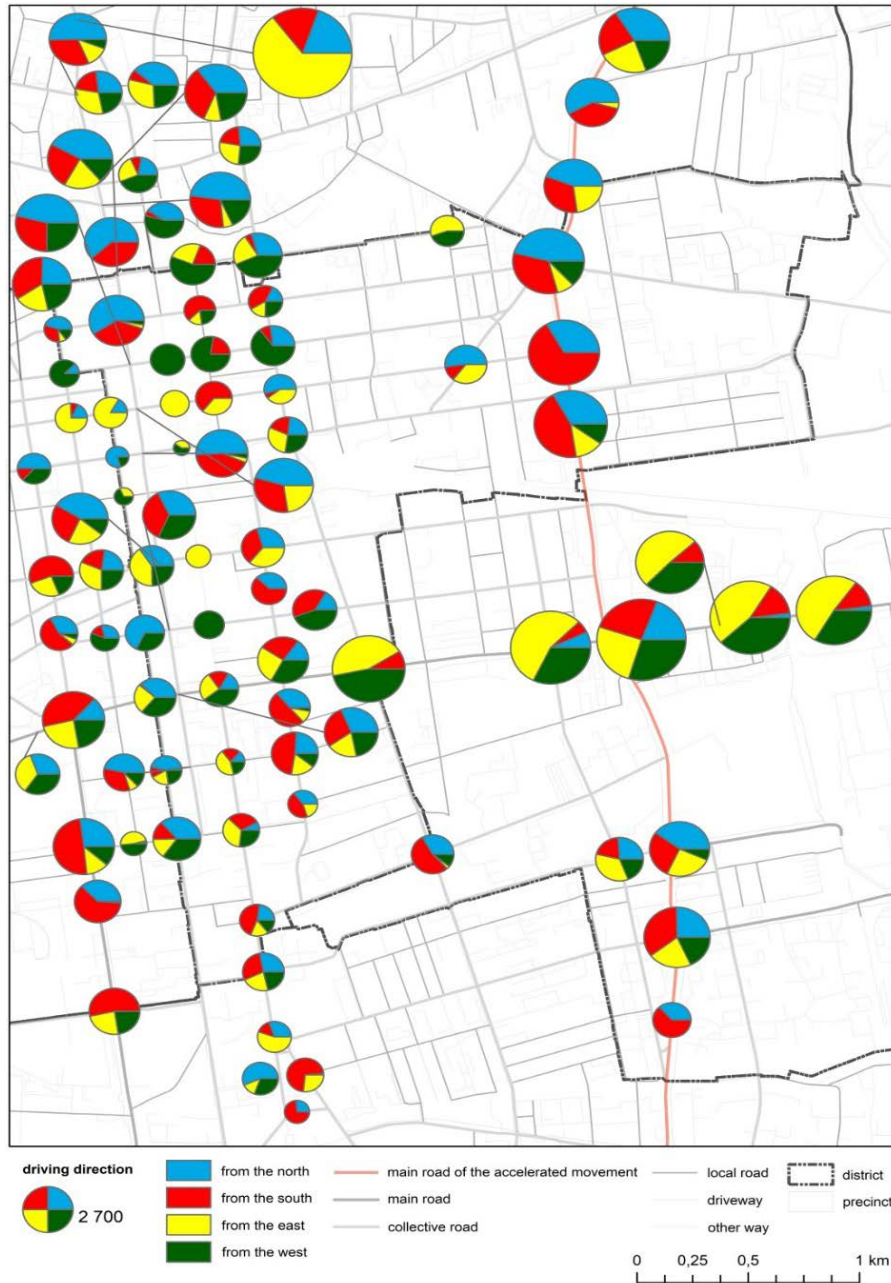 driving direction
2 700
from the north
from the south
from the east
from the west
main road of the accelerated movement
main road
collective road
local road
driveway
other way
district
precinct
0 0,25 0,5 1 km